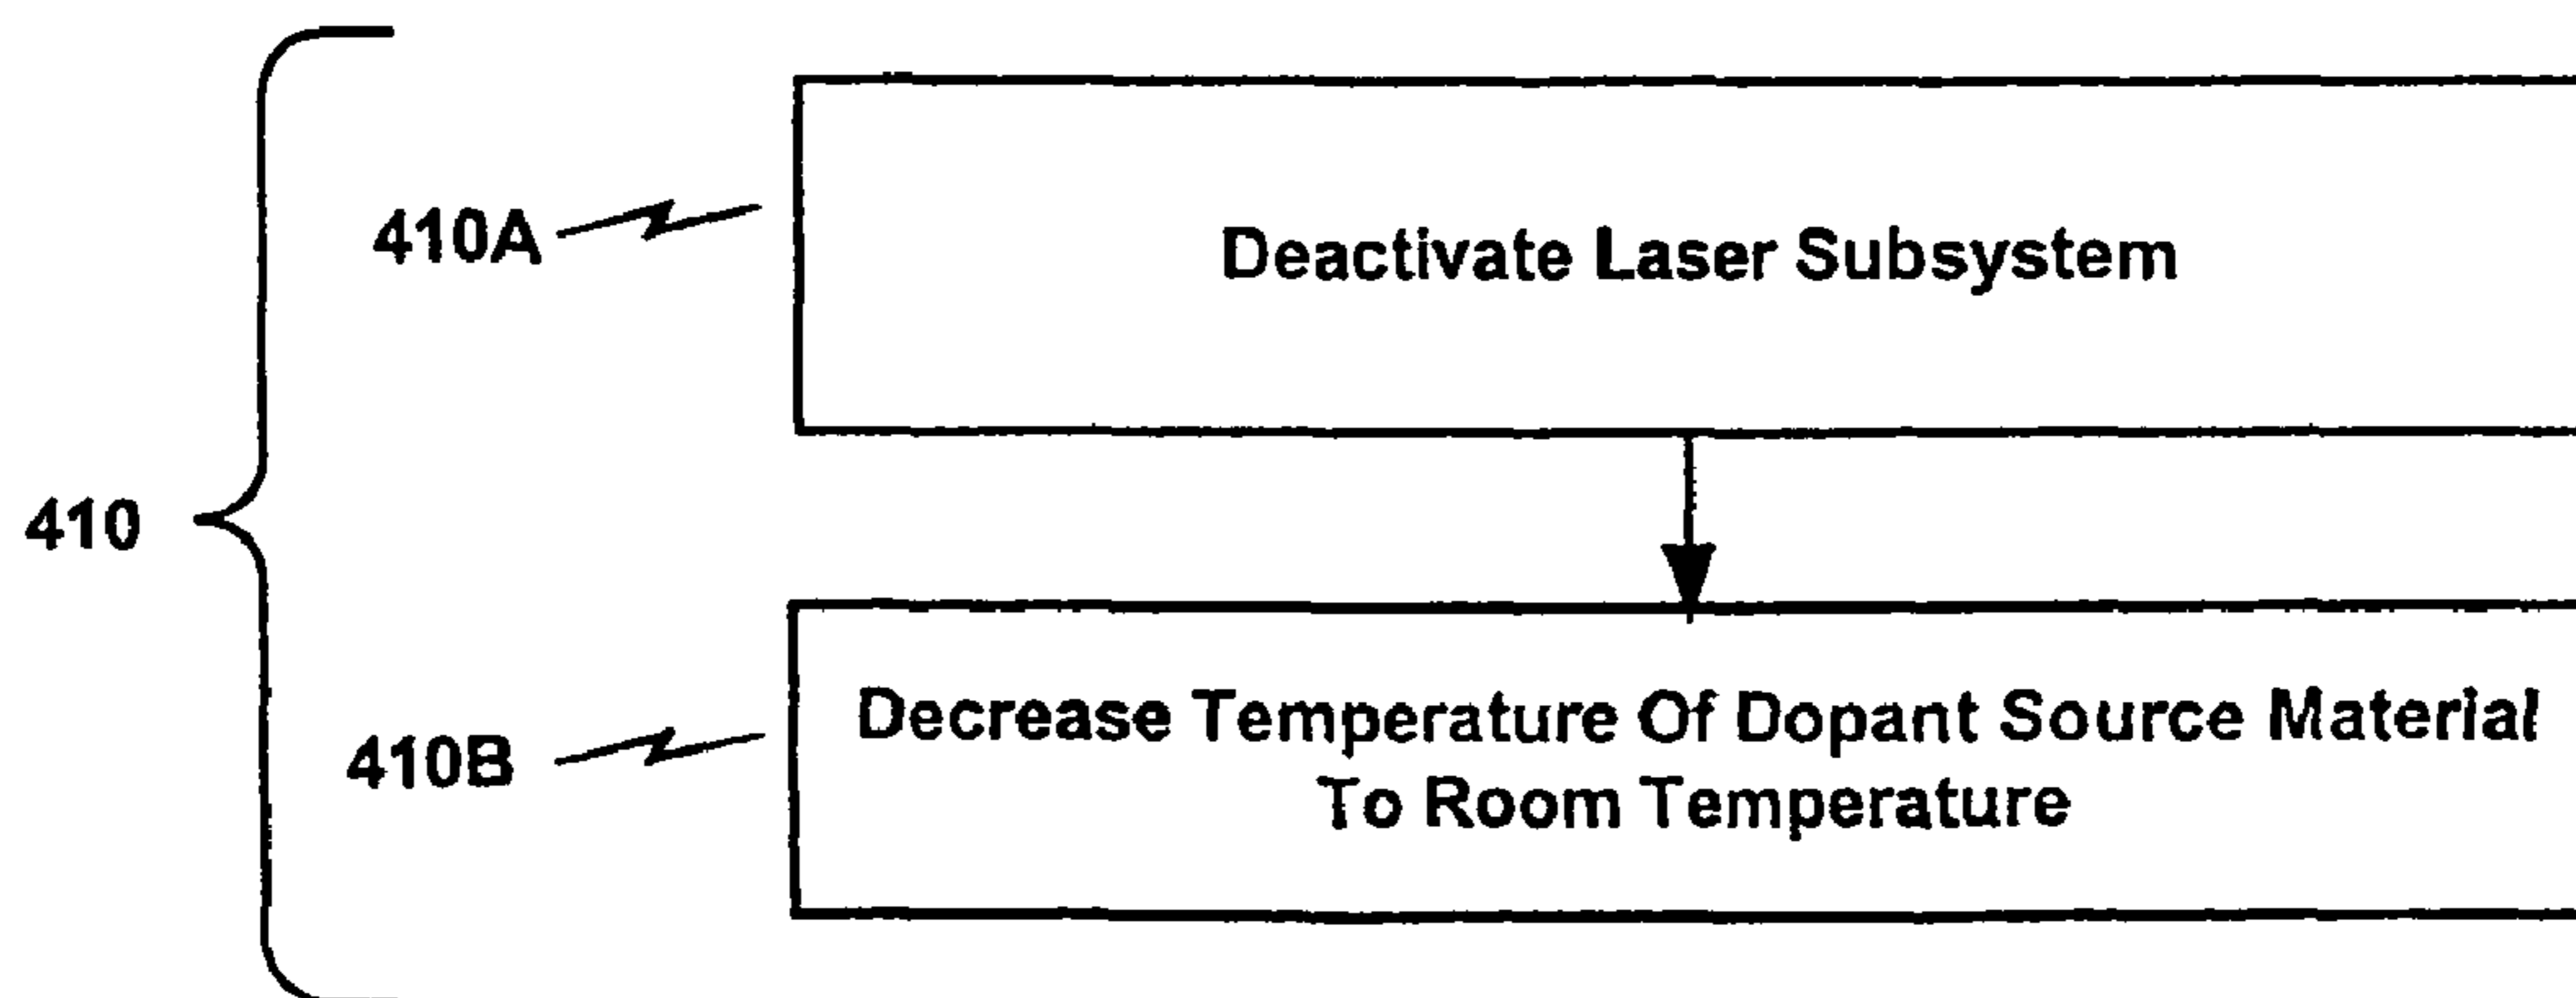 410A
Deactivate Laser Subsystem
410
410B
Decrease Temperature Of Dopant Source Material
To Room Temperature